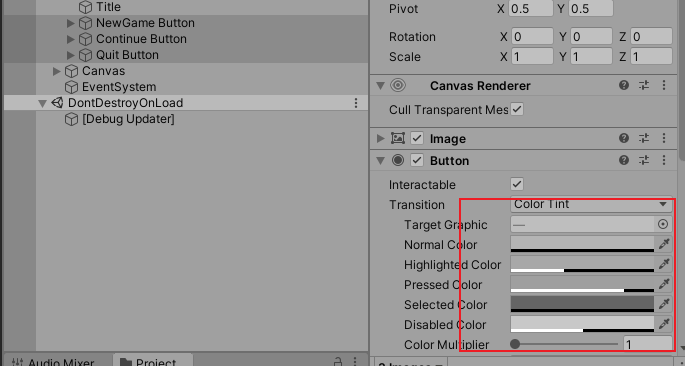 Title
NewGame Button
Continue Button
Quit Button
Canvas
EventSystem
DontDestroyOnLoad
[Debug Updater]
Audio Mixer
Project
Pivot X 0.5 Y 0.5
Rotation X 0 Y 0 Z 0
Scale X 1 Y 1 Z 1
Canvas Renderer
Cull Transparent Mes
Image
Button
Interactable
Transition Color Tint
Target Graphic —
Normal Color
Highlighted Color
Pressed Color
Selected Color
Disabled Color
Color Multiplier 1